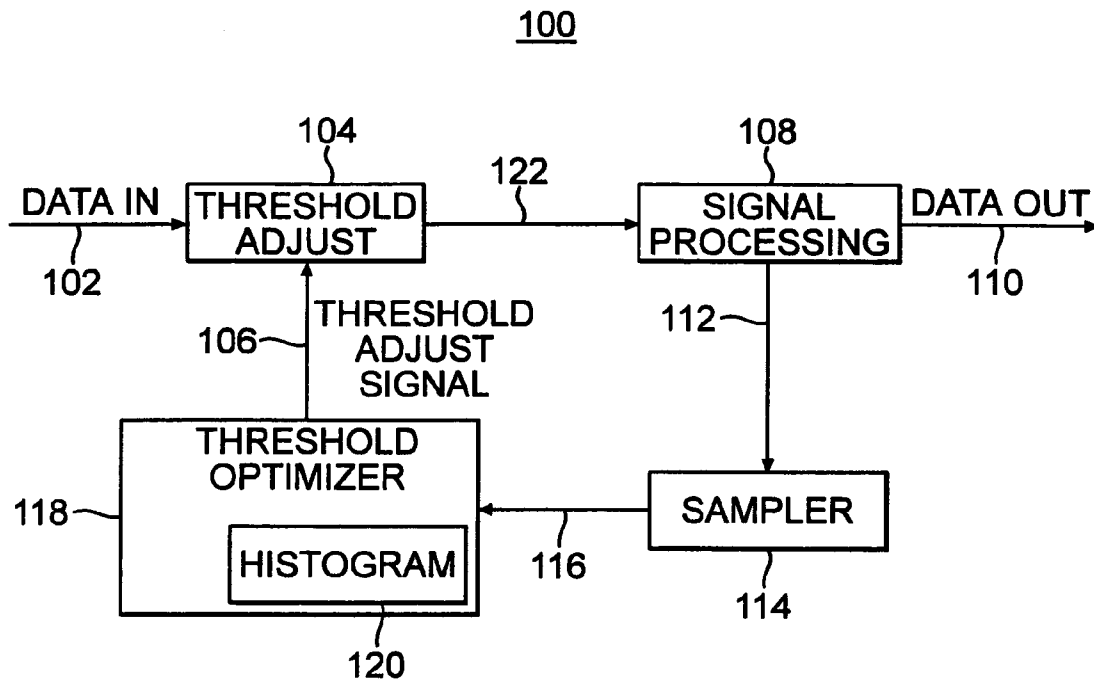 100
104
108
DATA IN
THRESHOLD
ADJUST
122
SIGNAL
PROCESSING
DATA OUT
102
110
106
THRESHOLD
ADJUST
SIGNAL
112
THRESHOLD
OPTIMIZER
118
HISTOGRAM
116
SAMPLER
114
120